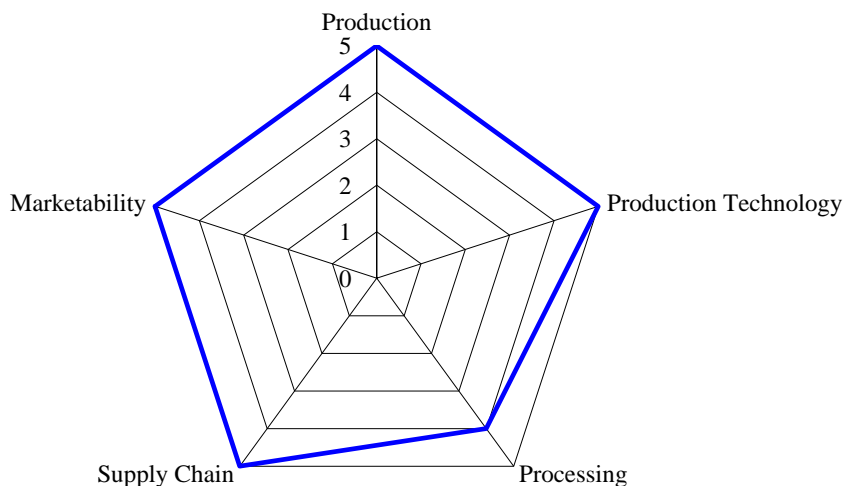 Production
5
4
3
2
1
0
Marketability
Production Technology
Supply Chain
Processing